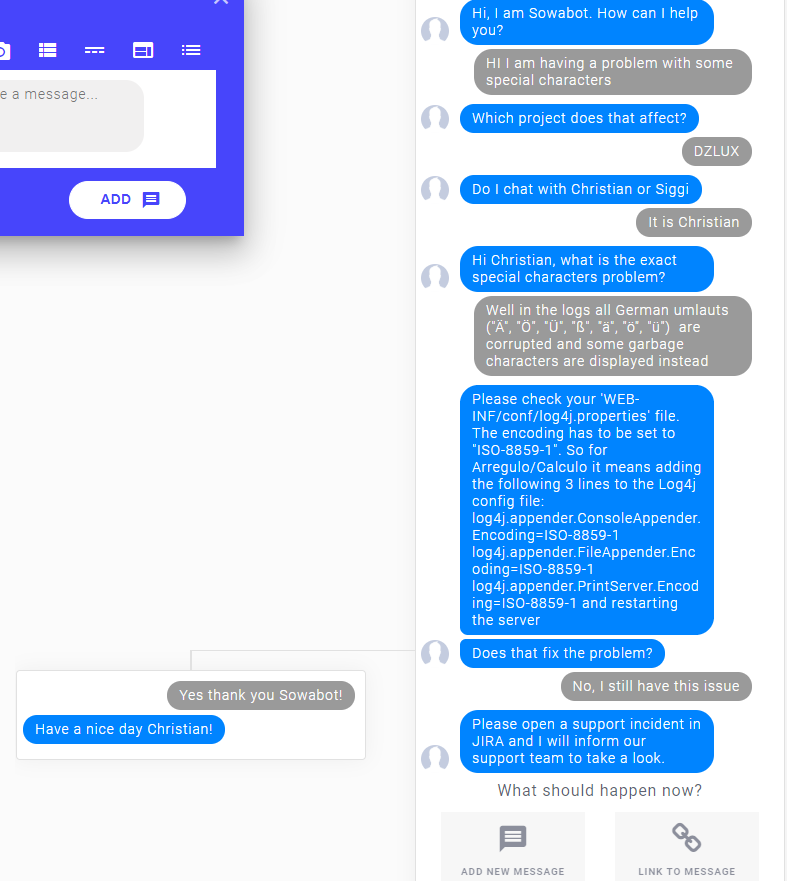 Hi, I am Sowabot. How can I help
you?
HI I am having a problem with some
special characters
e a message...
Which project does that affect?
DZLUX
Do I chat with Christian or Siggi
ADD
It is Christian
Hi Christian, what is the exact
special characters problem?
Well in the logs all German umlauts
("Ä", "Ö", "Ü", "ß", "ä", "ö", "ü")  are
corrupted and some garbage
characters are displayed instead
Please check your 'WEB-
INF/conf/log4j.properties' file.
The encoding has to be set to
"ISO-8859-1". So for
Arregulo/Calculo it means adding
the following 3 lines to the Log4j
config file:
log4j.appender.ConsoleAppender.
Encoding=ISO-8859-1
log4j.appender.FileAppender.Enc
oding=ISO-8859-1
log4j.appender.PrintServer.Encod
ing=ISO-8859-1 and restarting
the server
Does that fix the problem?
No, I still have this issue
Yes thank you Sowabot!
Have a nice day Christian!
Please open a support incident in
JIRA and I will inform our
support team to take a look.
What should happen now?
ADD NEW MESSAGE
LINK TO MESSAGE